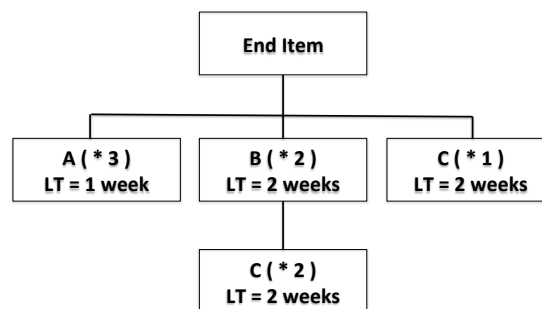 End Item
A ( * 3 )
LT = 1 week
B ( * 2 )
LT = 2 weeks
C ( * 1 )
LT = 2 weeks
C ( * 2 )
LT = 2 weeks